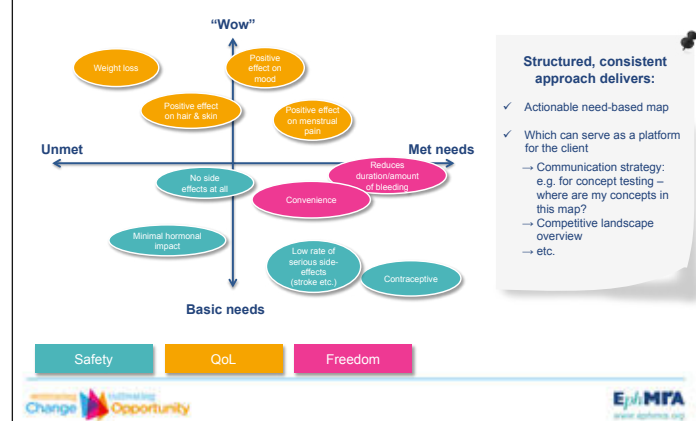 “Wow”
Weight loss
Positive
effect on
mood
Positive effect
on hair & skin
Positive effect
on menstrual
pain
Unmet
Met needs
No side
effects at all
Reduces
duration/amount
of bleeding
Convenience
Minimal hormonal
impact
Low rate of
serious side-
effects
(stroke etc.)
Contraceptive
Basic needs
Structured, consistent
approach delivers:
✓ Actionable need-based map
✓ Which can serve as a platform
for the client
→ Communication strategy:
e.g. for concept testing –
where are my concepts in
this map?
→ Competitive landscape
overview
→ etc.
Safety
QoL
Freedom
Change
Opportunity
EphMRA
www.ephmra.org